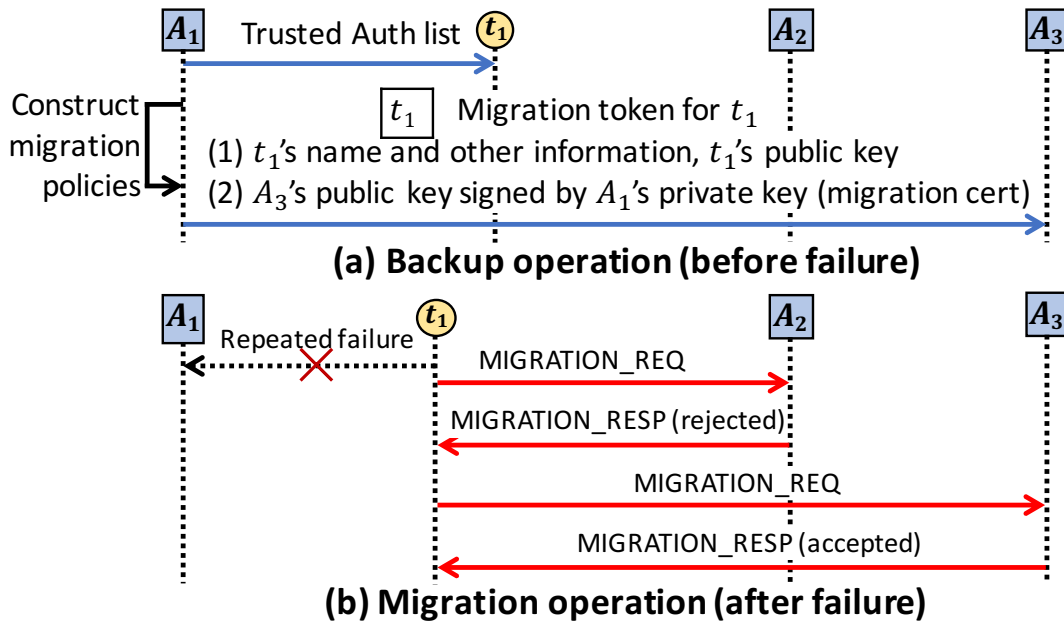 A₁ t₁ A₂ A₃
Trusted Auth list
Construct
migration
policies
t₁ Migration token for t₁
(1) t₁'s name and other information, t₁'s public key
(2) A₃'s public key signed by A₁'s private key (migration cert)
(a) Backup operation (before failure)
A₁ t₁ A₂ A₃
Repeated failure
MIGRATION_REQ
MIGRATION_RESP (rejected)
MIGRATION_REQ
MIGRATION_RESP (accepted)
(b) Migration operation (after failure)